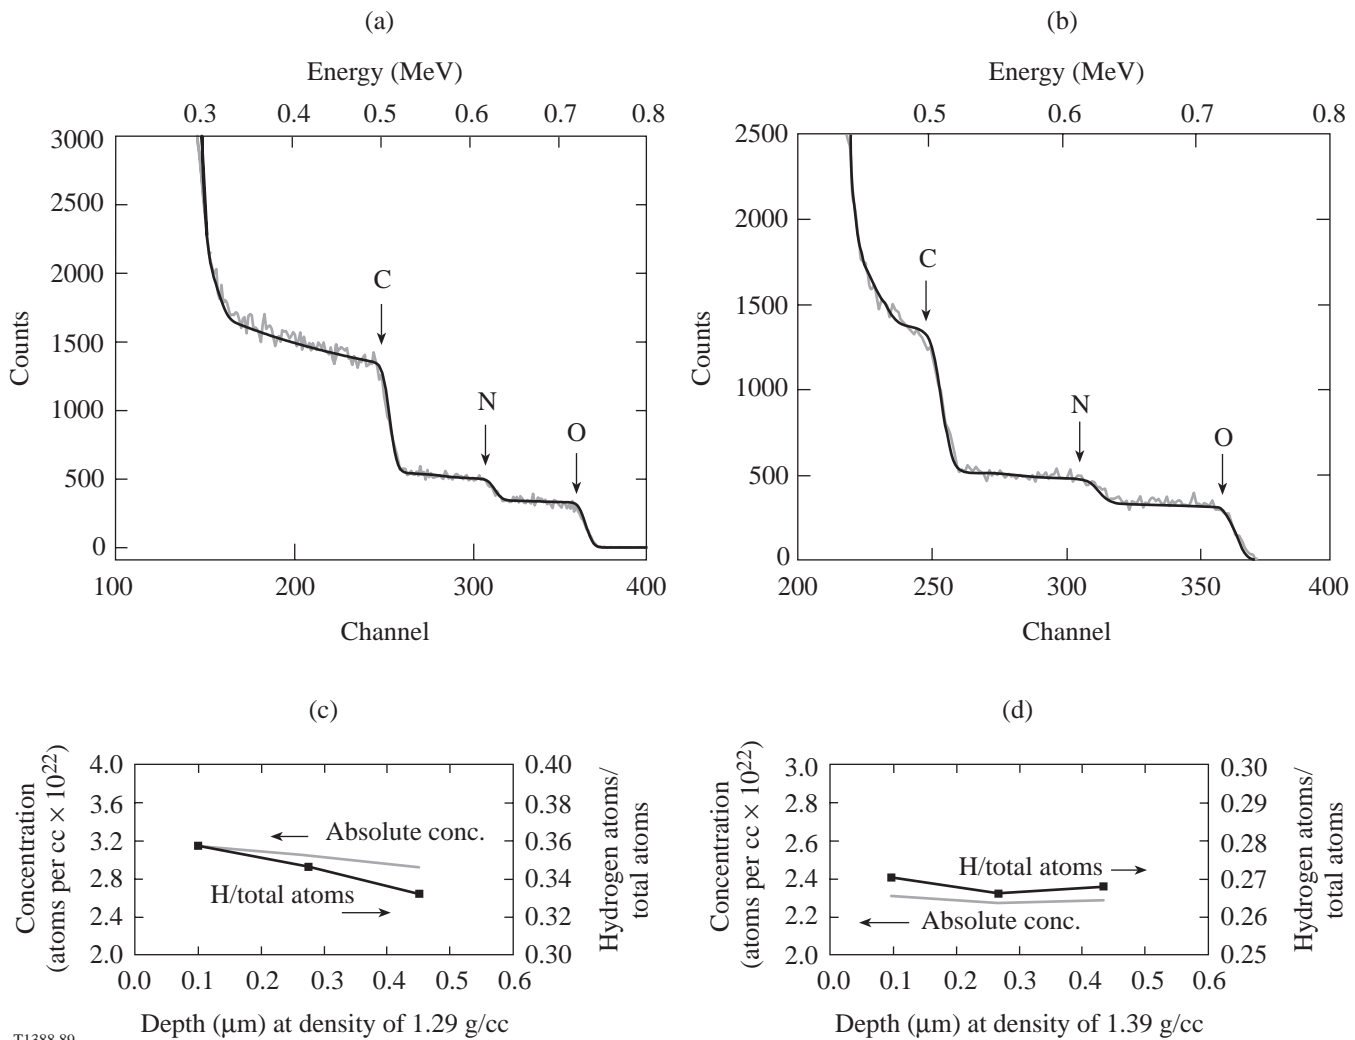 (a)
Energy (MeV)
0.3 0.4 0.5 0.6 0.7 0.8
3000
2500
2000
1500
1000
500
0
Counts
C
N
O
100 200 300 400
Channel
(b)
Energy (MeV)
0.5 0.6 0.7 0.8
2500
2000
1500
1000
500
0
Counts
C
N
O
200 250 300 350 400
Channel
(c)
Concentration
(atoms per cc × 10²²)
4.0
3.6
3.2
2.8
2.4
2.0
Absolute conc.
H/total atoms
0.40
0.38
0.36
0.34
0.32
0.30
Hydrogen atoms/
total atoms
0.0 0.1 0.2 0.3 0.4 0.5 0.6
Depth (μm) at density of 1.29 g/cc
(d)
Concentration
(atoms per cc × 10²²)
3.0
2.8
2.6
2.4
2.2
2.0
H/total atoms
Absolute conc.
0.30
0.29
0.28
0.27
0.26
0.25
Hydrogen atoms/
total atoms
0.0 0.1 0.2 0.3 0.4 0.5 0.6
Depth (μm) at density of 1.39 g/cc
T1388.89